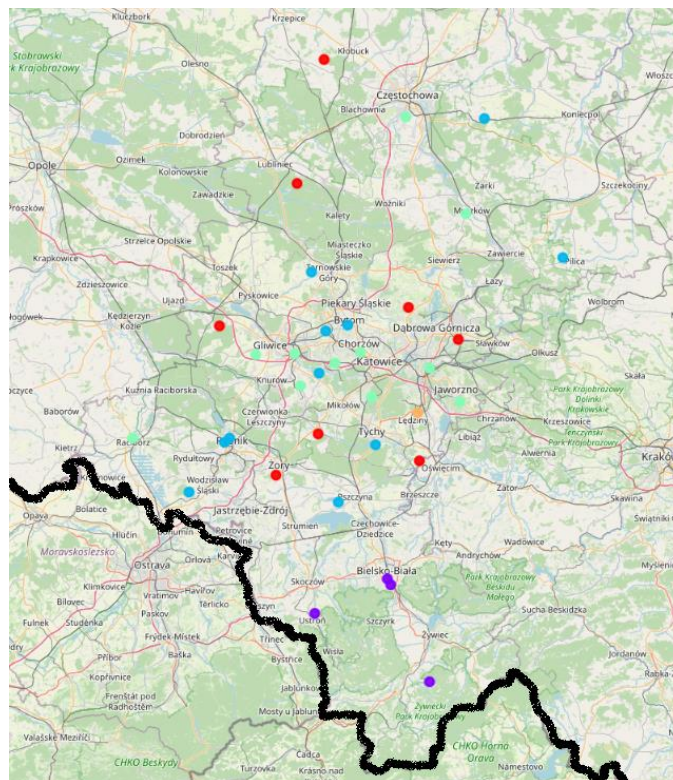 Kluczbork
Krzepice
Kłobuck
Stobrawski
Park Krajobrazowy
Olesno
Częstochowa
Blachownia
Koniecpol
Dobrodzień
Opole
Ozimek
Kolonowskie
Lubliniec
Zawadzkie
Żarki
Szczekociny
Prószków
Kalety
Woźniki
Myszków
Strzelce Opolskie
Miasteczko
Śląskie
Krapkowice
Toszek
Tarnowskie
Góry
Siewierz
Zawiercie
Pilica
Zdzieszowice
Ujazd
Pyskowice
Łazy
Piekary Śląskie
Wolbrom
Kędzierzyn
Koźle
Bytom
Dąbrowa Górnicza
Gliwice
Chorzów
Sławków
Olkusz
Katowice
Skała
Knurów
Jaworzno
Park Krajobrazowy
Dolinki
Krakowskie
Kuźnia Raciborska
Baborów
Czerwionka
Leszczyny
Mikołów
Lędziny
Chrzanów
Krzeszowice
Tenczyński
Park Krajobrazowy
Racibórz
Kietrz
Rybnik
Tychy
Libiąż
Alwernia
Rydułtowy
Kraków
Żory
Oświęcim
Wodzisław
Śląski
Zator
Skawina
Pszczyna
Brzeszcze
Opava
Bolatice
Jastrzębie-Zdrój
Strumień
Czechowice-
Dziedzice
Świątniki
Hlučín
Bohumín
Petrovice
Kęty
Wadowice
Moravskoslezsko
Ostrava
Orlová
Andrychów
Myślenice
Klimkovice
Havířov
Skoczów
Bielsko-Biała
Park Krajobrazowy
Beskidu
Małego
Bílovec
Vratimov
Těrlicko
Fulnek
Studénka
Paskov
Ustroń
Szczyrk
Sucha Beskidzka
Frýdek-Místek
Třinec
Wisła
Żywiec
Příbor
Baška
Bystřice
Jordanów
Kopřivnice
Jablunkov
Frenštát pod
Radhoštěm
Żywiecki
Park Krajobrazowy
Mosty u Jablunkova
Valašské Meziříčí
Čadca
CHKO Horná
Orava
CHKO Beskydy
Turzovka
Krásno nad
Námestovo